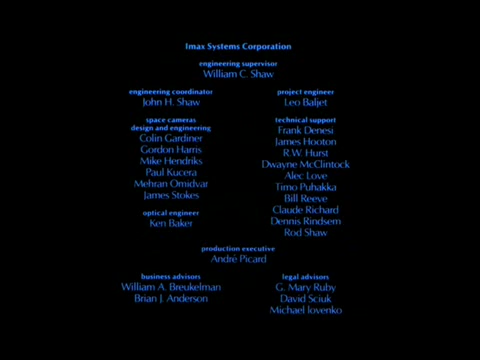 Imax Systems Corporation
engineering supervisor
William C. Shaw
engineering coordinator
John H. Shaw
project engineer
Leo Baljet
space cameras
design and engineering
Colin Gardiner
Gordon Harris
Mike Hendriks
Paul Kucera
Mehran Omidvar
James Stokes
technical support
Frank Denesi
James Hooton
R.W. Hurst
Dwayne McClintock
Alec Love
Timo Puhakka
Bill Reeve
Claude Richard
Dennis Rindsem
Rod Shaw
optical engineer
Ken Baker
production executive
André Picard
business advisors
William A. Breukelman
Brian J. Anderson
legal advisors
G. Mary Ruby
David Sciuk
Michael Iovenko